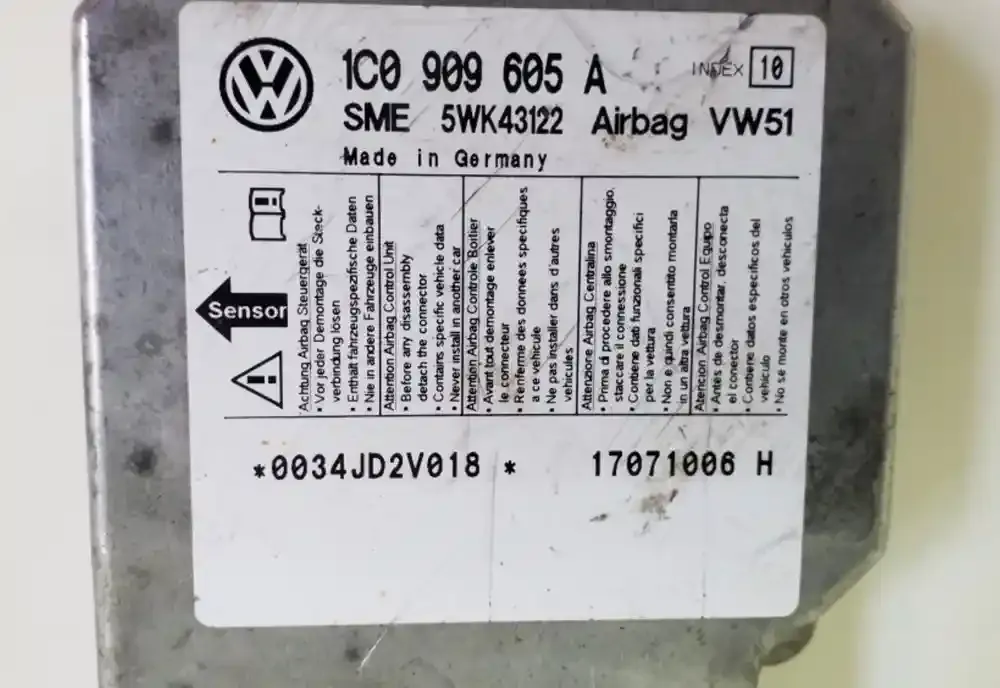 1C0 909 605 A
INDEX 10
SME 5WK43122 Airbag VW51
Made in Germany
Sensor
Achtung Airbag Steuergerät
• Vor jeder Demontage die Steck-
verbindung lösen
• Enthält fahrzeugspezifische Daten
• Nie in andere Fahrzeuge einbauen
Attention Airbag Control Unit
• Before any disassembly
detach the connector
• Contains specific vehicle data
• Never install in another car
Attention Airbag Controle Boitier
• Avant tout demontage enlever
le connecteur
• Renferme des donnees specifiques
a ce vehicule
• Ne pas installer dans d'autres
vehicules
Attenzione Airbag Centralina
• Prima di procedere allo smontaggio,
staccare il connessione
• Contiene dati funzionali specifici
per la vettura
• Non e quindi consentito montarla
in un altra vettura
Atencion Airbag Control Equipo
• Antes de desmontar, desconecta
el conector
• Contiene datos especificos del
vehiculo
• No se monte en otros vehiculos
*0034JD2V018 *
17071006 H